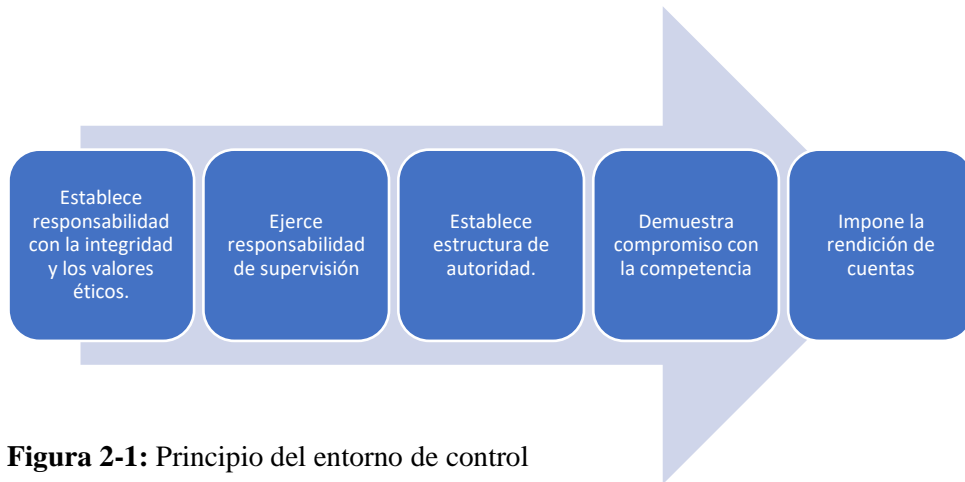 Establece
responsabilidad
con la integridad
y los valores
éticos.
Ejerce
responsabilidad
de supervisión
Establece
estructura de
autoridad.
Demuestra
compromiso con
la competencia
Impone la
rendición de
cuentas
Figura 2-1: Principio del entorno de control